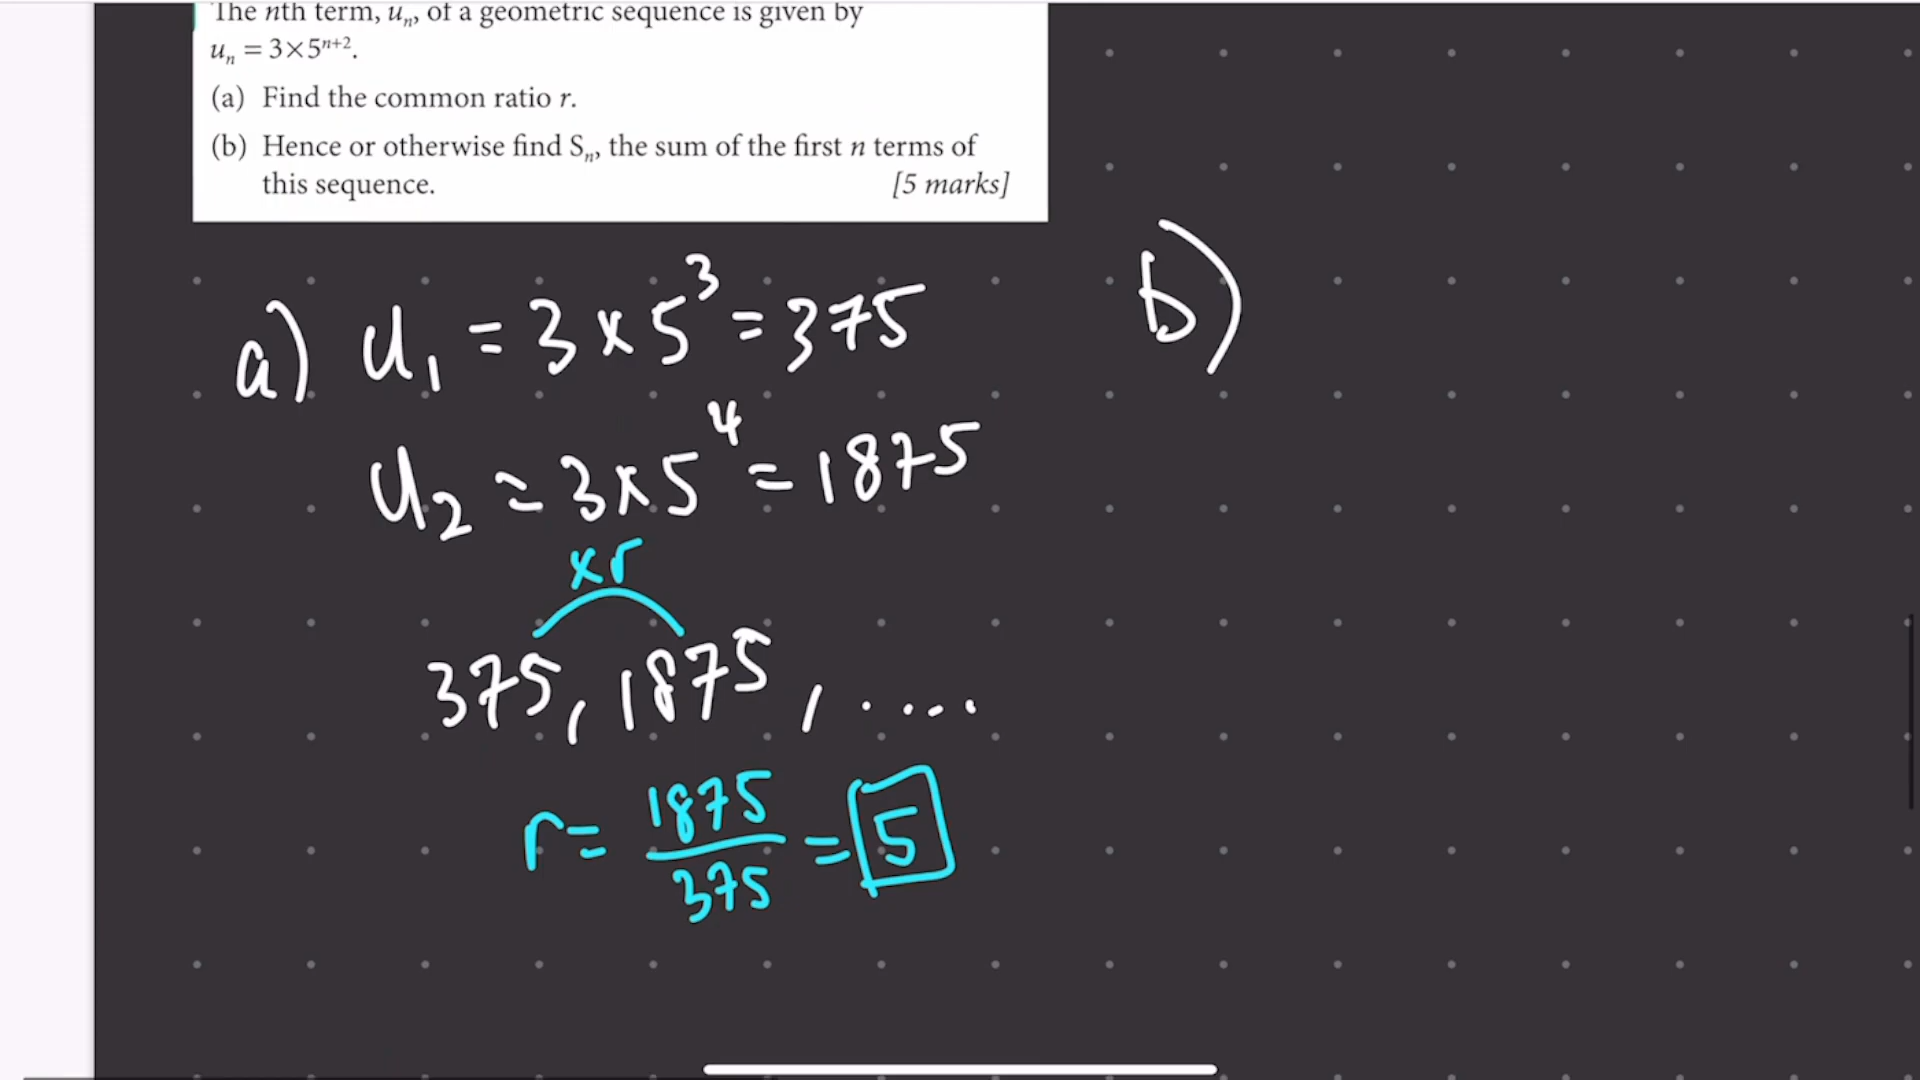 The nth term, uₙ, of a geometric sequence is given by
uₙ = 3×5ⁿ⁺².
(a) Find the common ratio r.
(b) Hence or otherwise find Sₙ, the sum of the first n terms of
this sequence. [5 marks]
a) u₁ = 3 × 5³ = 375
u₂ = 3 × 5⁴ = 1875
×r
375, 1875, ....
r = 1875/375 = 5
b)